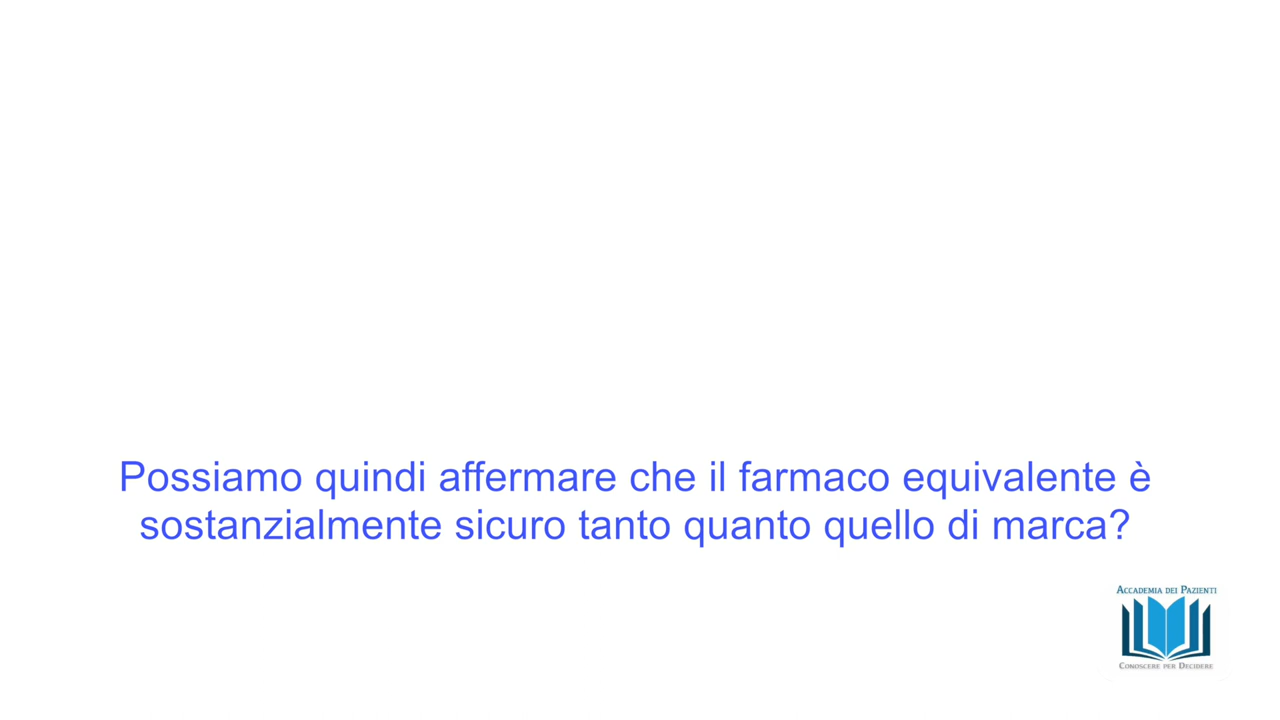 Possiamo quindi affermare che il farmaco equivalente è
sostanzialmente sicuro tanto quanto quello di marca?
Accademia dei Pazienti
Conoscere per Decidere